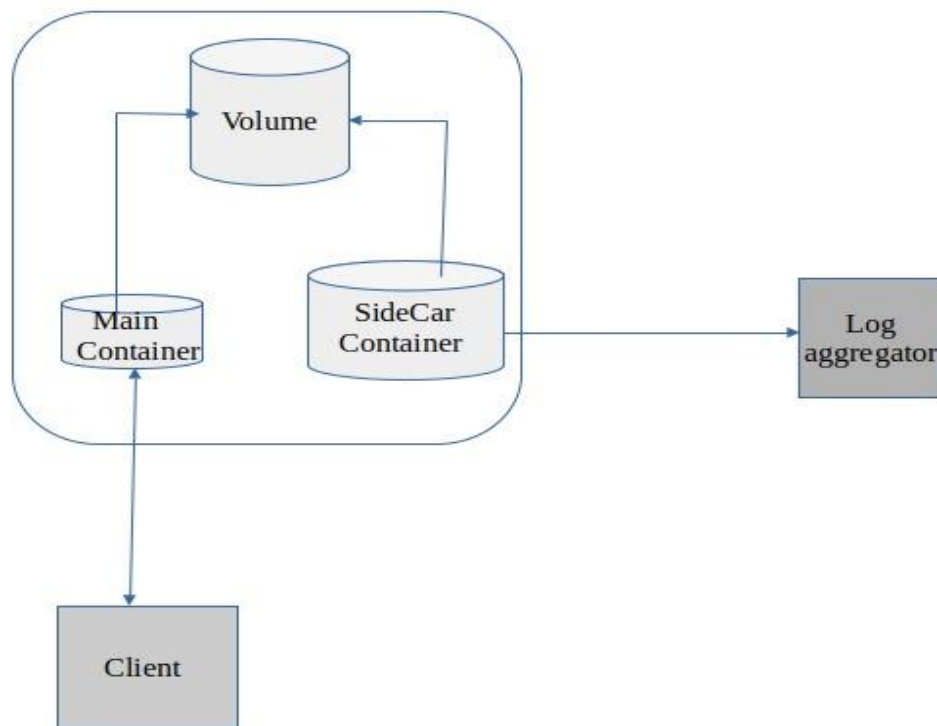 Volume
Main
Container
SideCar
Container
Log
aggregator
Client